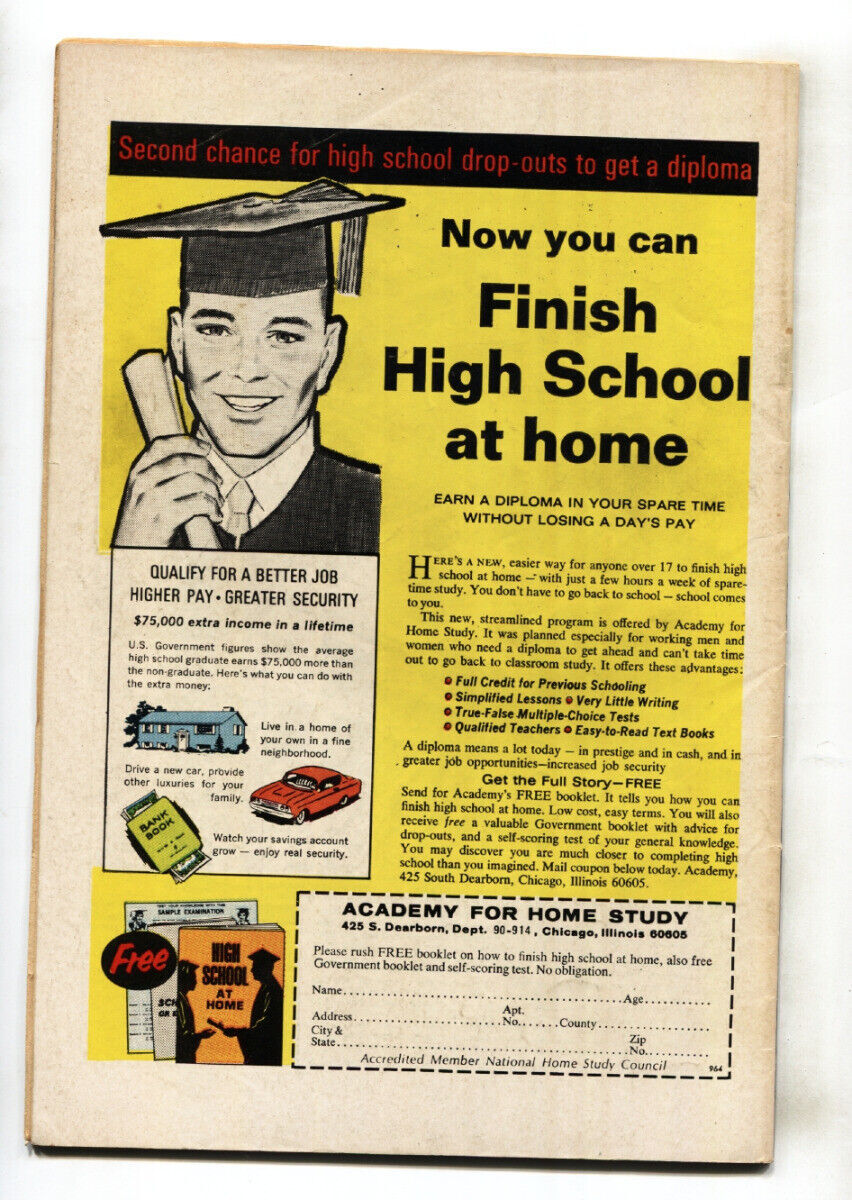 Second chance for high school drop-outs to get a diploma
Now you can
Finish
High School
at home
EARN A DIPLOMA IN YOUR SPARE TIME
WITHOUT LOSING A DAY'S PAY
QUALIFY FOR A BETTER JOB
HIGHER PAY • GREATER SECURITY
$75,000 extra income in a lifetime
U.S. Government figures show the average
high school graduate earns $75,000 more than
the non-graduate. Here's what you can do with
the extra money:
Live in a home of
your own in a fine
neighborhood.
Drive a new car, provide
other luxuries for your
family.
BANK
BOOK
Watch your savings account
grow — enjoy real security.
HERE'S A NEW, easier way for anyone over 17 to finish high
school at home — with just a few hours a week of spare-
time study. You don't have to go back to school — school comes
to you.
This new, streamlined program is offered by Academy for
Home Study. It was planned especially for working men and
women who need a diploma to get ahead and can't take time
out to go back to classroom study. It offers these advantages:
• Full Credit for Previous Schooling
• Simplified Lessons • Very Little Writing
• True-False Multiple-Choice Tests
• Qualified Teachers • Easy-to-Read Text Books
A diploma means a lot today — in prestige and in cash, and in
greater job opportunities—increased job security
Get the Full Story—FREE
Send for Academy's FREE booklet. It tells you how you can
finish high school at home. Low cost, easy terms. You will also
receive free a valuable Government booklet with advice for
drop-outs, and a self-scoring test of your general knowledge.
You may discover you are much closer to completing high
school than you imagined. Mail coupon below today. Academy,
425 South Dearborn, Chicago, Illinois 60605.
TEST YOUR KNOWLEDGE WITH THIS
SAMPLE EXAMINATION
Free
HIGH
SCHOOL
AT
HOME
ACADEMY FOR HOME STUDY
425 S. Dearborn, Dept. 90-914, Chicago, Illinois 60605
Please rush FREE booklet on how to finish high school at home, also free
Government booklet and self-scoring test. No obligation.
Name..........Age..........
Address..........Apt. No.......County..........
City &
State..........Zip No..........
Accredited Member National Home Study Council
964